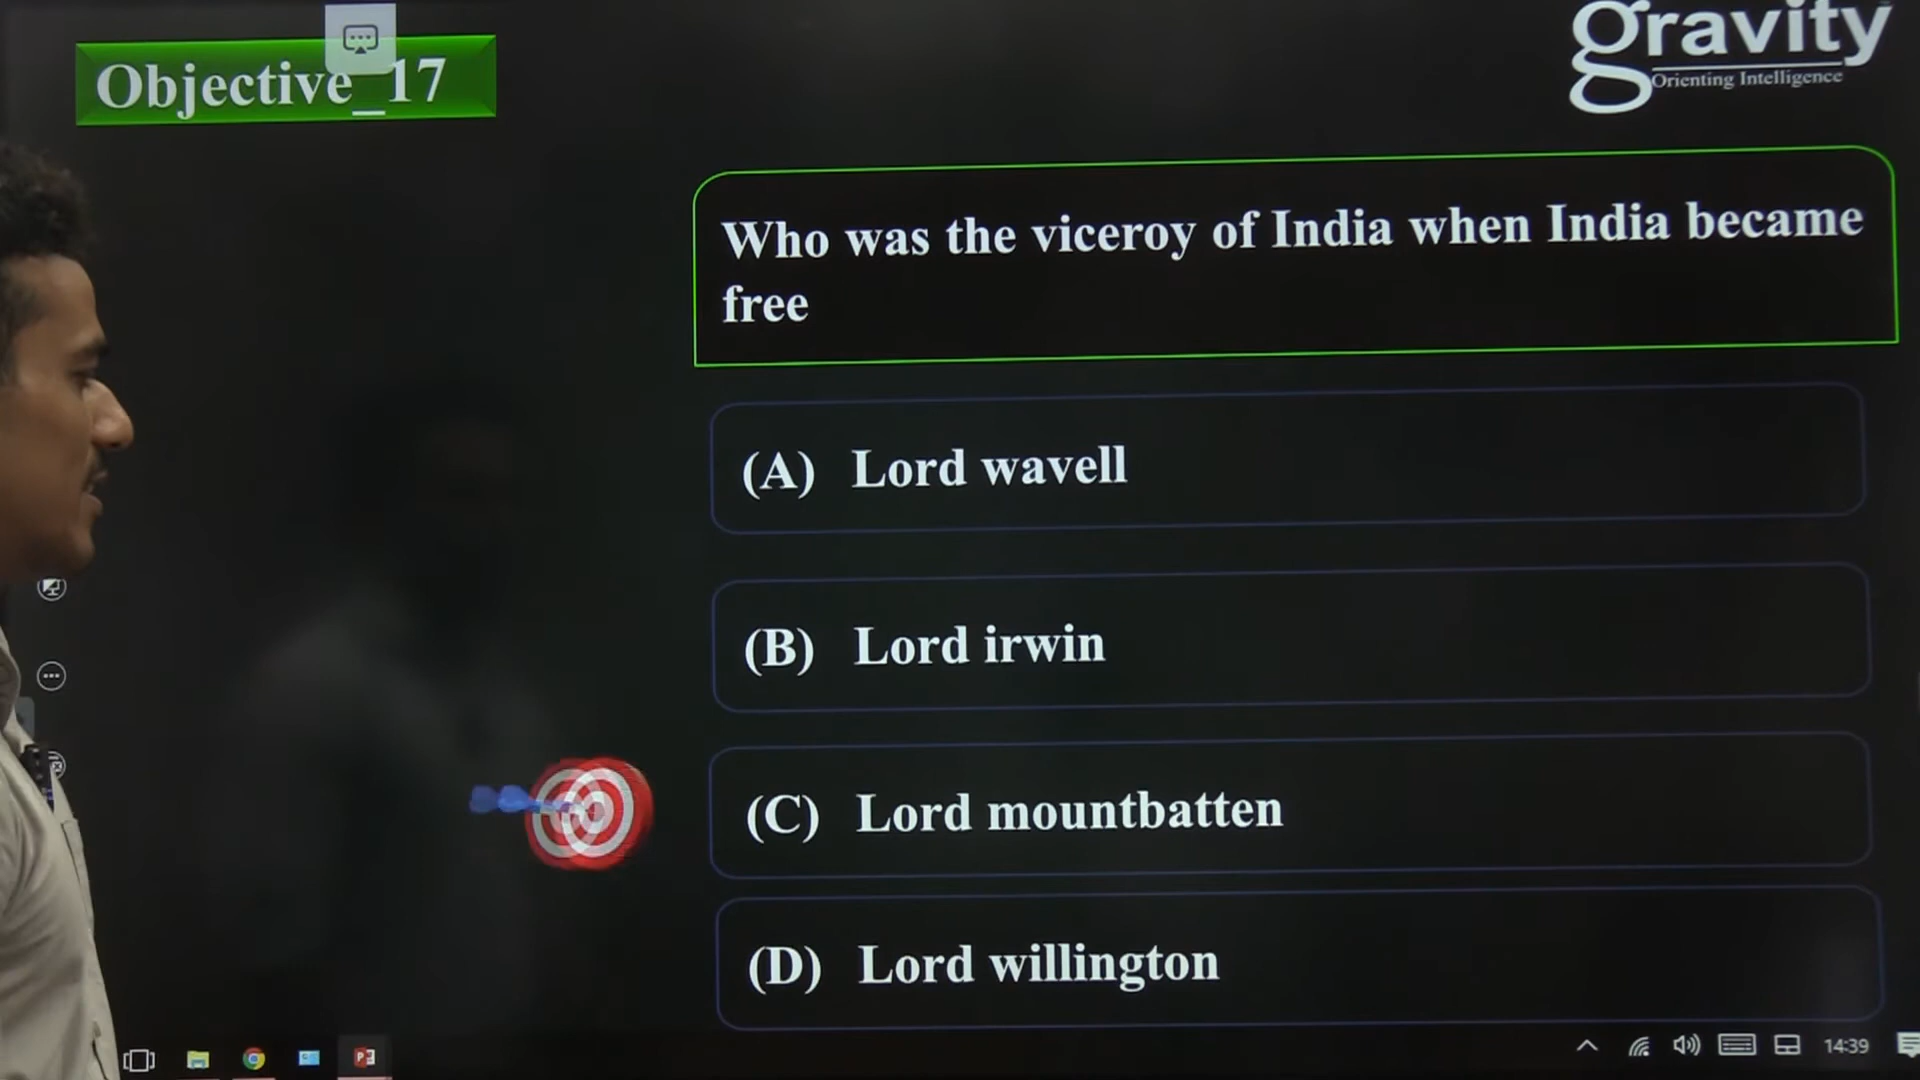 Objective_17
gravity
Orienting Intelligence
Who was the viceroy of India when India became
free
(A) Lord wavell
(B) Lord irwin
(C) Lord mountbatten
(D) Lord willington
14:39